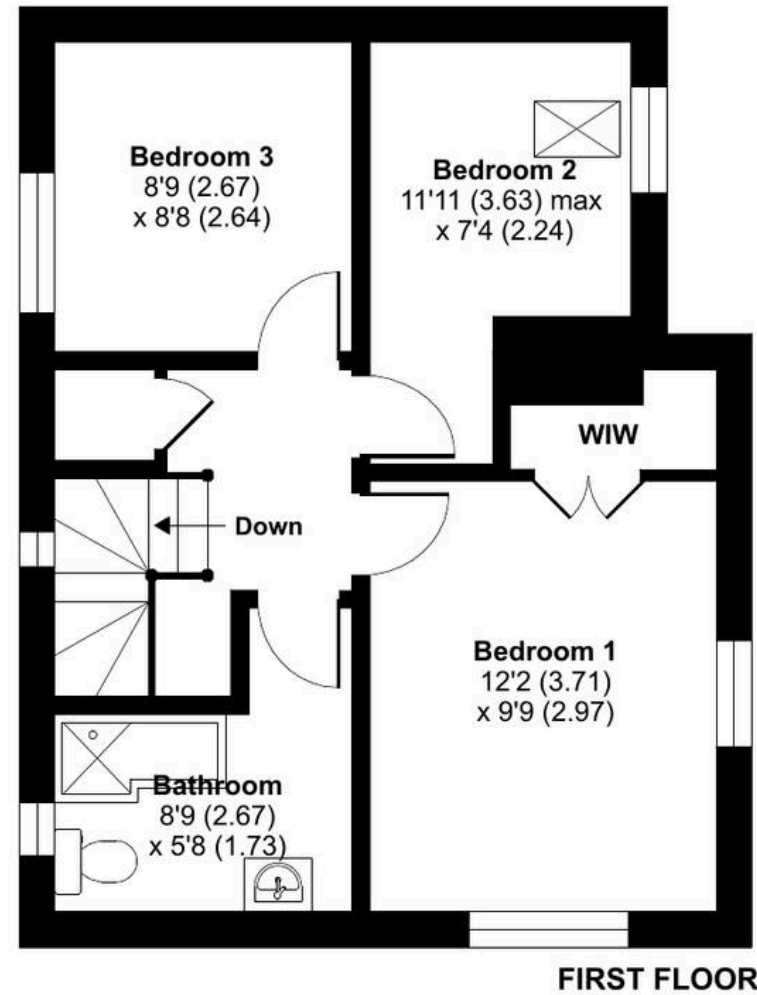 Bedroom 3
8'9 (2.67)
x 8'8 (2.64)
Bedroom 2
11'11 (3.63) max
x 7'4 (2.24)
WIW
Down
Bedroom 1
12'2 (3.71)
x 9'9 (2.97)
Bathroom
8'9 (2.67)
x 5'8 (1.73)
FIRST FLOOR